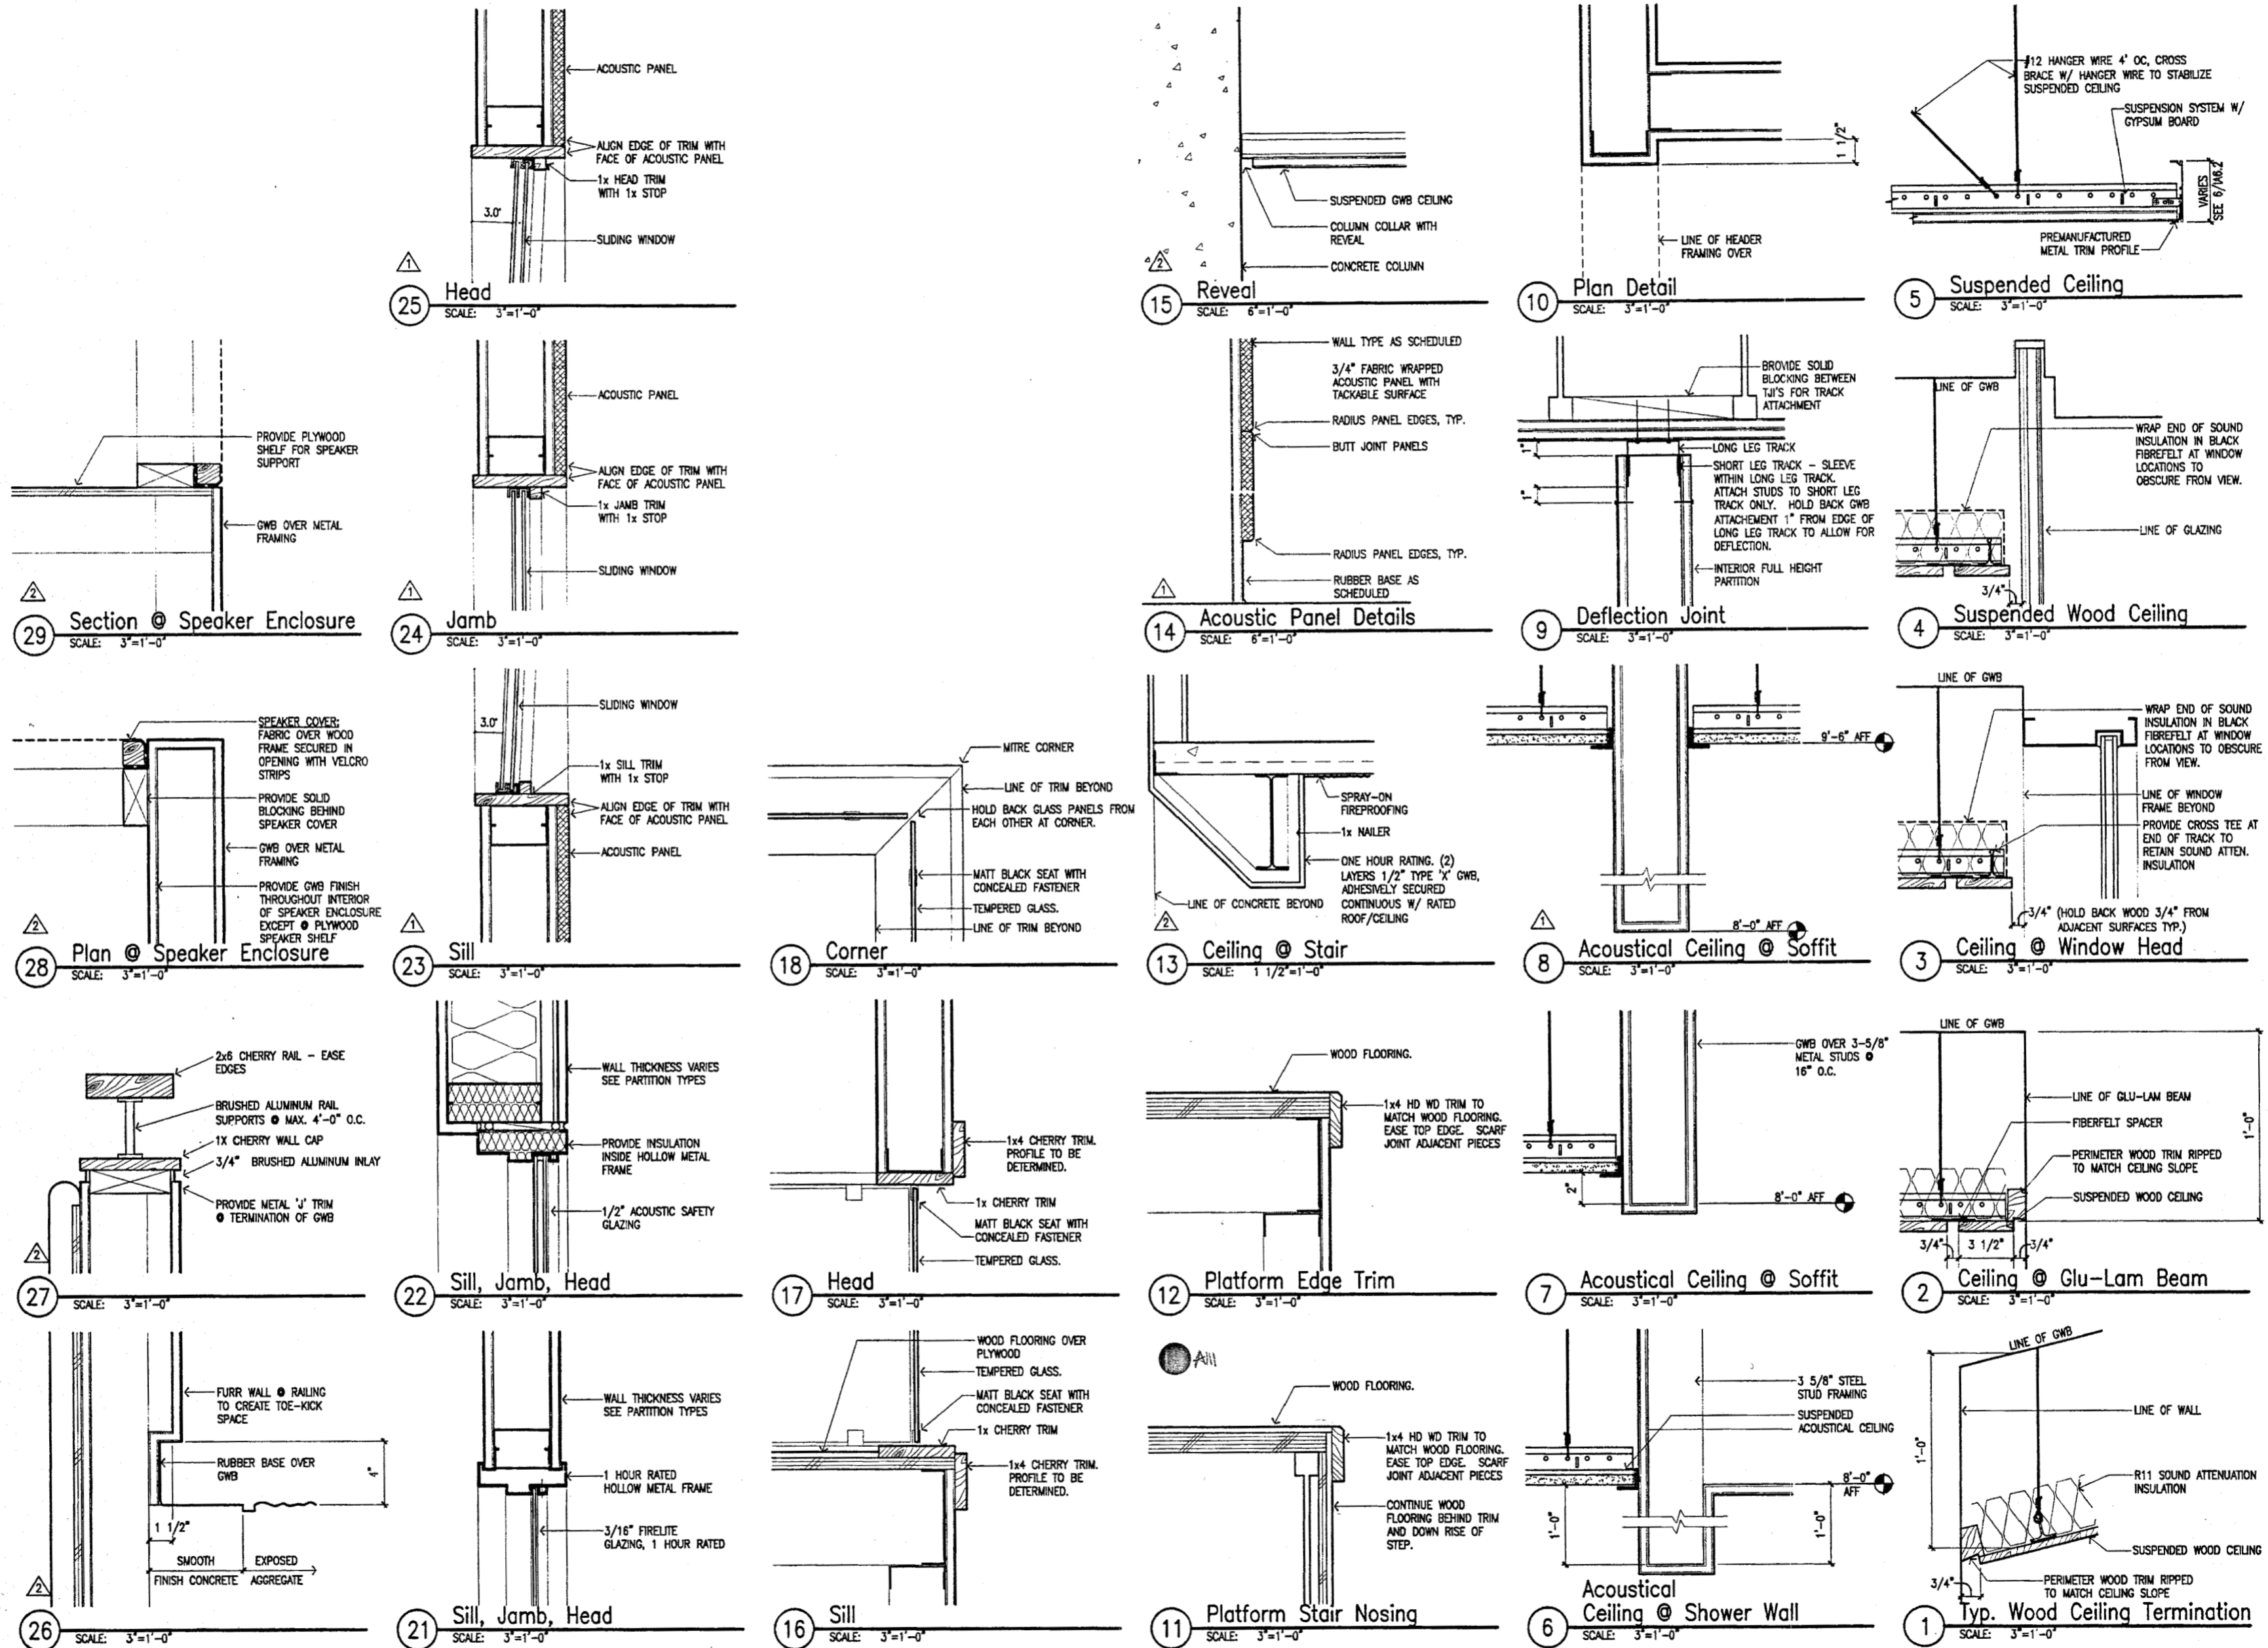 ACOUSTIC PANEL
ALIGN EDGE OF TRIM WITH
FACE OF ACOUSTIC PANEL
1x HEAD TRIM
WITH 1x STOP
3.0"
SLIDING WINDOW
1
25
Head
SCALE: 3"=1'-0"
SUSPENDED GWB CEILING
COLUMN COLLAR WITH
REVEAL
CONCRETE COLUMN
2
15
Reveal
SCALE: 6"=1'-0"
1 1/2"
LINE OF HEADER
FRAMING OVER
10
Plan Detail
SCALE: 3"=1'-0"
#12 HANGER WIRE 4' OC, CROSS
BRACE W/ HANGER WIRE TO STABILIZE
SUSPENDED CEILING
SUSPENSION SYSTEM W/
GYPSUM BOARD
VARIES
SEE 6/A6.2
PREMANUFACTURED
METAL TRIM PROFILE
5
Suspended Ceiling
SCALE: 3"=1'-0"
PROVIDE PLYWOOD
SHELF FOR SPEAKER
SUPPORT
GWB OVER METAL
FRAMING
2
29
Section @ Speaker Enclosure
SCALE: 3"=1'-0"
ACOUSTIC PANEL
ALIGN EDGE OF TRIM WITH
FACE OF ACOUSTIC PANEL
1x JAMB TRIM
WITH 1x STOP
SLIDING WINDOW
1
24
Jamb
SCALE: 3"=1'-0"
WALL TYPE AS SCHEDULED
3/4" FABRIC WRAPPED
ACOUSTIC PANEL WITH
TACKABLE SURFACE
RADIUS PANEL EDGES, TYP.
BUTT JOINT PANELS
RADIUS PANEL EDGES, TYP.
RUBBER BASE AS
SCHEDULED
1
14
Acoustic Panel Details
SCALE: 6"=1'-0"
BROVIDE SOLID
BLOCKING BETWEEN
TJI'S FOR TRACK
ATTACHMENT
1"
LONG LEG TRACK
SHORT LEG TRACK - SLEEVE
WITHIN LONG LEG TRACK.
ATTACH STUDS TO SHORT LEG
TRACK ONLY. HOLD BACK GWB
ATTACHEMENT 1" FROM EDGE OF
LONG LEG TRACK TO ALLOW FOR
DEFLECTION.
1"
INTERIOR FULL HEIGHT
PARTITION
9
Deflection Joint
SCALE: 3"=1'-0"
LINE OF GWB
WRAP END OF SOUND
INSULATION IN BLACK
FIBREFELT AT WINDOW
LOCATIONS TO
OBSCURE FROM VIEW.
LINE OF GLAZING
3/4"
4
Suspended Wood Ceiling
SCALE: 3"=1'-0"
SPEAKER COVER:
FABRIC OVER WOOD
FRAME SECURED IN
OPENING WITH VELCRO
STRIPS
PROVIDE SOLID
BLOCKING BEHIND
SPEAKER COVER
GWB OVER METAL
FRAMING
PROVIDE GWB FINISH
THROUGHOUT INTERIOR
OF SPEAKER ENCLOSURE
EXCEPT @ PLYWOOD
SPEAKER SHELF
2
28
Plan @ Speaker Enclosure
SCALE: 3"=1'-0"
SLIDING WINDOW
3.0"
1x SILL TRIM
WITH 1x STOP
ALIGN EDGE OF TRIM WITH
FACE OF ACOUSTIC PANEL
ACOUSTIC PANEL
1
23
Sill
SCALE: 3"=1'-0"
MITRE CORNER
LINE OF TRIM BEYOND
HOLD BACK GLASS PANELS FROM
EACH OTHER AT CORNER.
MATT BLACK SEAT WITH
CONCEALED FASTENER
TEMPERED GLASS.
LINE OF TRIM BEYOND
18
Corner
SCALE: 3"=1'-0"
SPRAY-ON
FIREPROOFING
1x NAILER
ONE HOUR RATING. (2)
LAYERS 1/2" TYPE 'X' GWB,
ADHESIVELY SECURED
CONTINUOUS W/ RATED
ROOF/CEILING
LINE OF CONCRETE BEYOND
2
13
Ceiling @ Stair
SCALE: 1 1/2"=1'-0"
9'-6" AFF
8'-0" AFF
1
8
Acoustical Ceiling @ Soffit
SCALE: 3"=1'-0"
LINE OF GWB
WRAP END OF SOUND
INSULATION IN BLACK
FIBREFELT AT WINDOW
LOCATIONS TO OBSCURE
FROM VIEW.
LINE OF WINDOW
FRAME BEYOND
PROVIDE CROSS TEE AT
END OF TRACK TO
RETAIN SOUND ATTEN.
INSULATION
3/4" (HOLD BACK WOOD 3/4" FROM
ADJACENT SURFACES TYP.)
3
Ceiling @ Window Head
SCALE: 3"=1'-0"
2x6 CHERRY RAIL - EASE
EDGES
BRUSHED ALUMINUM RAIL
SUPPORTS @ MAX. 4'-0" O.C.
1X CHERRY WALL CAP
3/4" BRUSHED ALUMINUM INLAY
PROVIDE METAL 'J' TRIM
@ TERMINATION OF GWB
2
27
SCALE: 3"=1'-0"
WALL THICKNESS VARIES
SEE PARTITION TYPES
PROVIDE INSULATION
INSIDE HOLLOW METAL
FRAME
1/2" ACOUSTIC SAFETY
GLAZING
22
Sill, Jamb, Head
SCALE: 3"=1'-0"
1x4 CHERRY TRIM.
PROFILE TO BE
DETERMINED.
1x CHERRY TRIM
MATT BLACK SEAT WITH
CONCEALED FASTENER
TEMPERED GLASS.
17
Head
SCALE: 3"=1'-0"
WOOD FLOORING.
1x4 HD WD TRIM TO
MATCH WOOD FLOORING.
EASE TOP EDGE. SCARF
JOINT ADJACENT PIECES
12
Platform Edge Trim
SCALE: 3"=1'-0"
GWB OVER 3-5/8"
METAL STUDS @
16" O.C.
2"
8'-0" AFF
7
Acoustical Ceiling @ Soffit
SCALE: 3"=1'-0"
LINE OF GWB
LINE OF GLU-LAM BEAM
FIBERFELT SPACER
1'-0"
PERIMETER WOOD TRIM RIPPED
TO MATCH CEILING SLOPE
SUSPENDED WOOD CEILING
3/4" 3 1/2" 3/4"
2
Ceiling @ Glu-Lam Beam
SCALE: 3"=1'-0"
FURR WALL @ RAILING
TO CREATE TOE-KICK
SPACE
RUBBER BASE OVER
GWB
4"
1 1/2"
SMOOTH EXPOSED
FINISH CONCRETE AGGREGATE
2
26
SCALE: 3"=1'-0"
WALL THICKNESS VARIES
SEE PARTITION TYPES
1 HOUR RATED
HOLLOW METAL FRAME
3/16" FIRELITE
GLAZING, 1 HOUR RATED
21
Sill, Jamb, Head
SCALE: 3"=1'-0"
WOOD FLOORING OVER
PLYWOOD
TEMPERED GLASS.
MATT BLACK SEAT WITH
CONCEALED FASTENER
1x CHERRY TRIM
1x4 CHERRY TRIM.
PROFILE TO BE
DETERMINED.
16
Sill
SCALE: 3"=1'-0"
WOOD FLOORING.
1x4 HD WD TRIM TO
MATCH WOOD FLOORING.
EASE TOP EDGE. SCARF
JOINT ADJACENT PIECES
CONTINUE WOOD
FLOORING BEHIND TRIM
AND DOWN RISE OF
STEP.
11
Platform Stair Nosing
SCALE: 3"=1'-0"
3 5/8" STEEL
STUD FRAMING
SUSPENDED
ACOUSTICAL CEILING
8'-0"
AFF
1'-0"
1'-0"
6
Acoustical
Ceiling @ Shower Wall
SCALE: 3"=1'-0"
LINE OF GWB
LINE OF WALL
1'-0"
R11 SOUND ATTENUATION
INSULATION
SUSPENDED WOOD CEILING
3/4"
PERIMETER WOOD TRIM RIPPED
TO MATCH CEILING SLOPE
1
Typ. Wood Ceiling Termination
SCALE: 3"=1'-0"